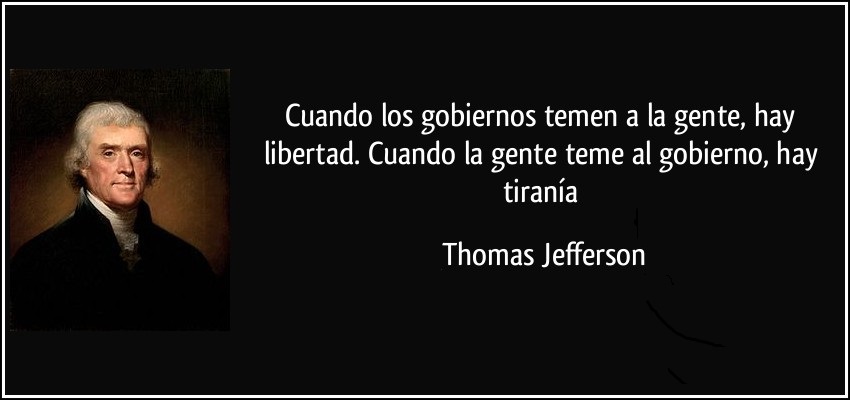 Cuando los gobiernos temen a la gente, hay
libertad. Cuando la gente teme al gobierno, hay
tiranía
Thomas Jefferson